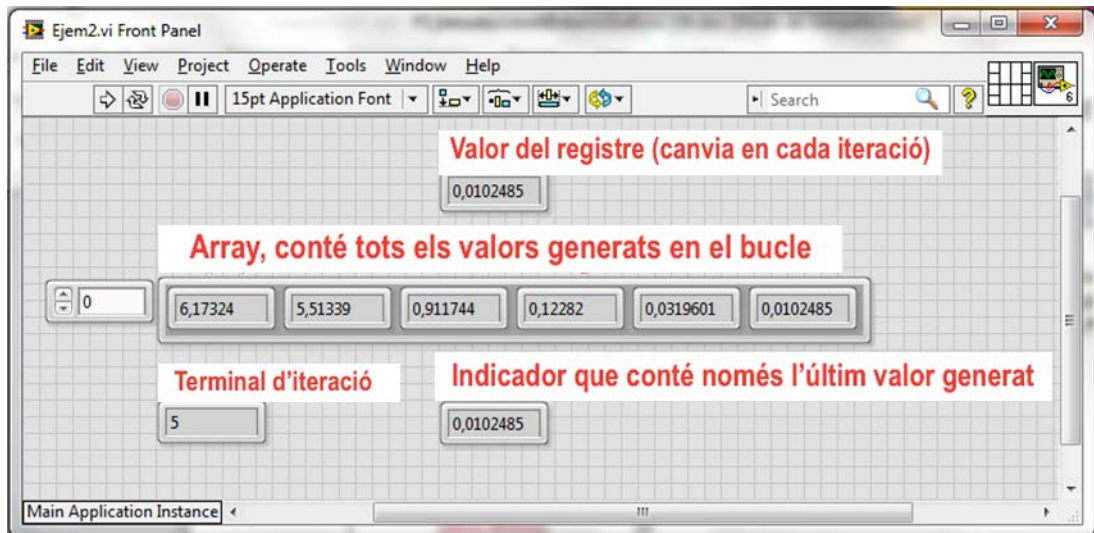 Ejem2.vi Front Panel
File Edit View Project Operate Tools Window Help
15pt Application Font
Search
6
Valor del registre (canvia en cada iteració)
0,0102485
Array, conté tots els valors generats en el bucle
0
6,17324 5,51339 0,911744 0,12282 0,0319601 0,0102485
Terminal d'iteració
Indicador que conté només l'últim valor generat
5
0,0102485
Main Application Instance